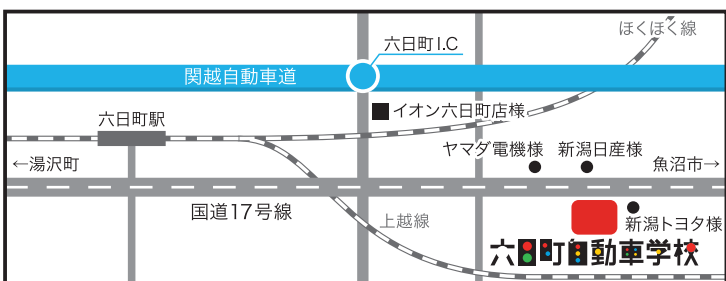 ほくほく線
六日町I.C
関越自動車道
イオン六日町店様
六日町駅
ヤマダ電機様
新潟日産様
←湯沢町
魚沼市→
国道17号線
上越線
新潟トヨタ様
六日町自動車学校